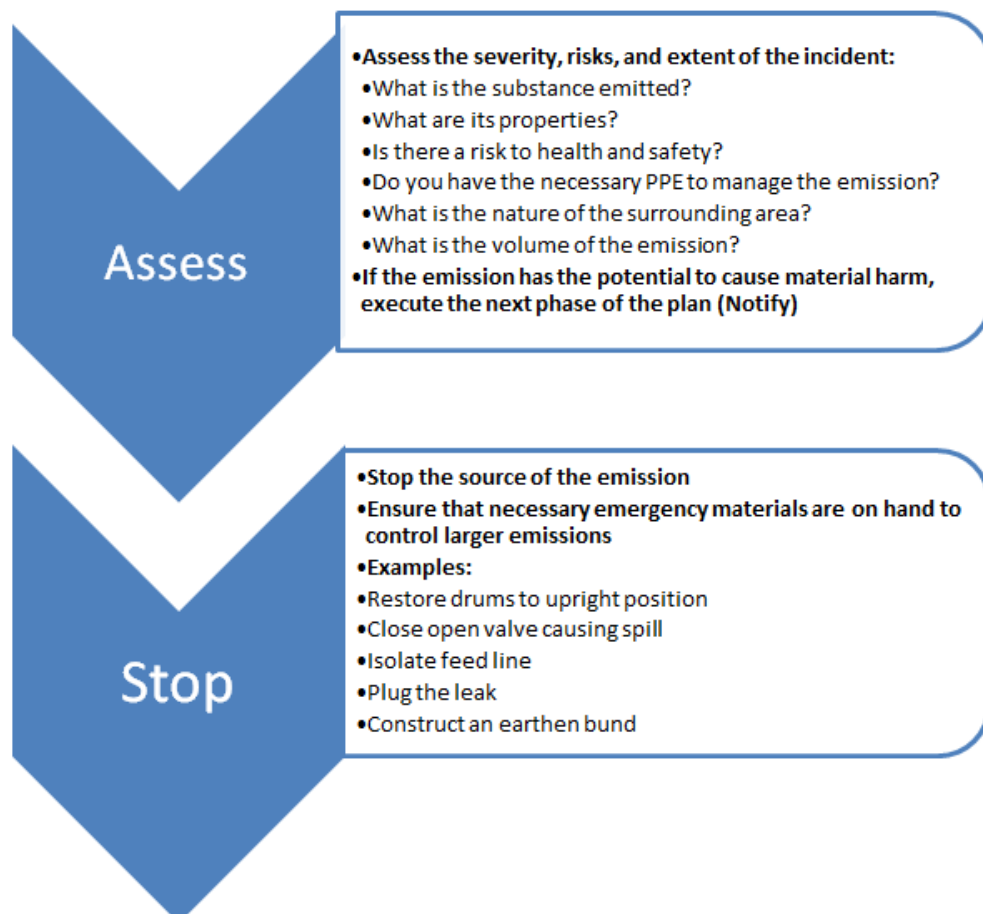 Assess
•Assess the severity, risks, and extent of the incident:
•What is the substance emitted?
•What are its properties?
•Is there a risk to health and safety?
•Do you have the necessary PPE to manage the emission?
•What is the nature of the surrounding area?
•What is the volume of the emission?
•If the emission has the potential to cause material harm,
execute the next phase of the plan (Notify)
Stop
•Stop the source of the emission
•Ensure that necessary emergency materials are on hand to
control larger emissions
•Examples:
•Restore drums to upright position
•Close open valve causing spill
•Isolate feed line
•Plug the leak
•Construct an earthen bund